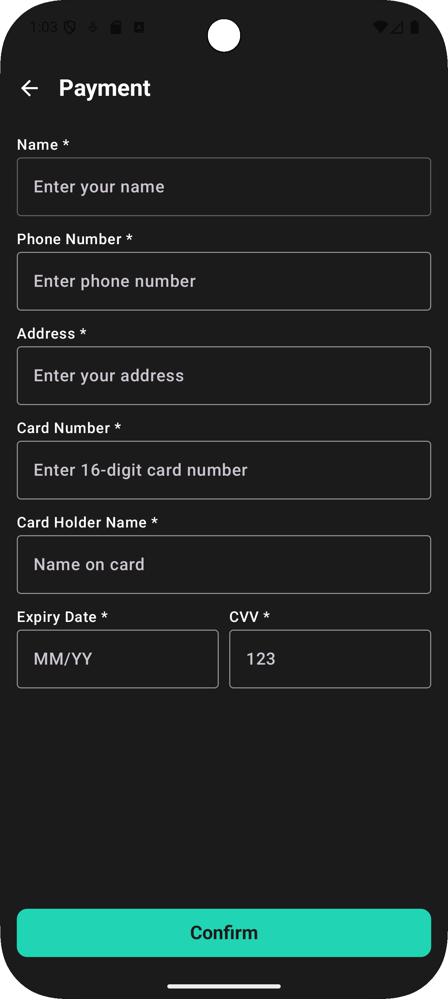 1:03
Payment
Name *
Enter your name
Phone Number *
Enter phone number
Address *
Enter your address
Card Number *
Enter 16-digit card number
Card Holder Name *
Name on card
Expiry Date * CVV *
MM/YY 123
Confirm